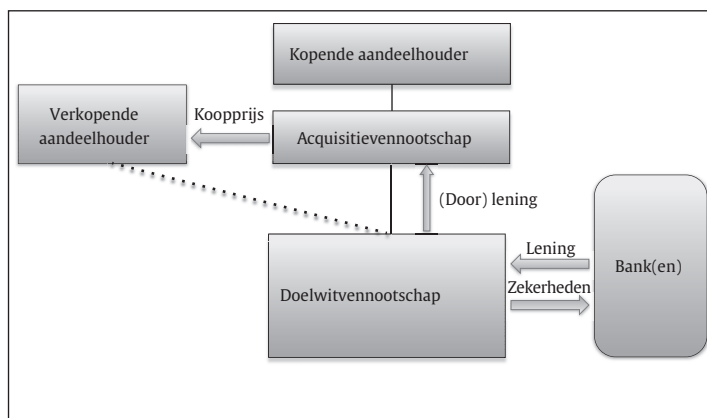 Kopende aandeelhouder
Verkopende
aandeelhouder
Koopprijs
Acquisitievennootschap
(Door) lening
Lening
Bank(en)
Zekerheden
Doelwitvennootschap